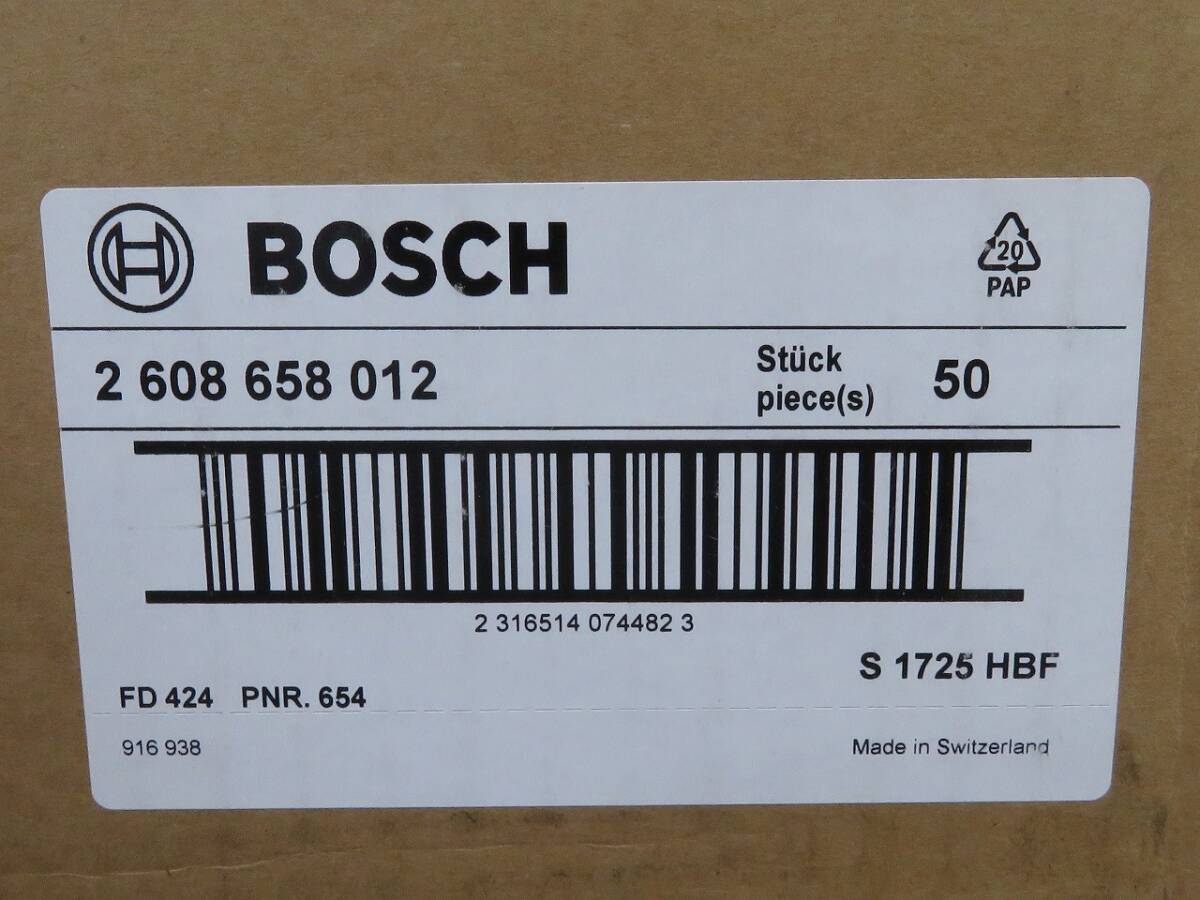 BOSCH
20
PAP
2 608 658 012
Stück
piece(s)
50
2 316514 074482 3
S 1725 HBF
FD 424 PNR. 654
916 938
Made in Switzerland